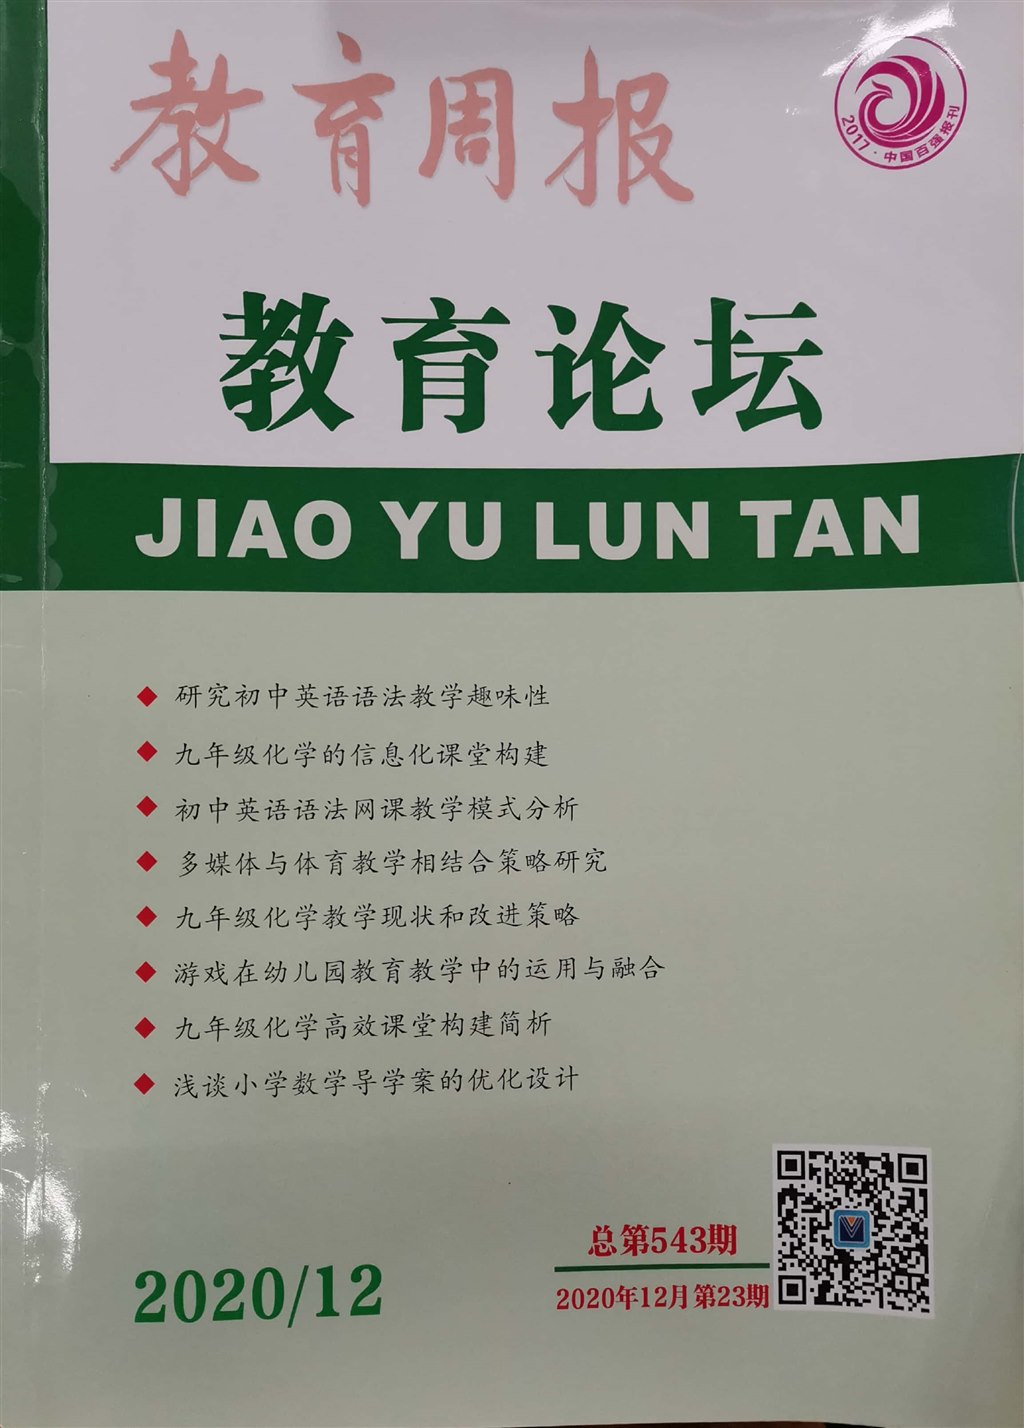 教育周报
2017·中国百强报刊
教育论坛
JIAO YU LUN TAN
研究初中英语语法教学趣味性
九年级化学的信息化课堂构建
初中英语语法网课教学模式分析
多媒体与体育教学相结合策略研究
九年级化学教学现状和改进策略
游戏在幼儿园教育教学中的运用与融合
九年级化学高效课堂构建简析
浅谈小学数学导学案的优化设计
总第543期
2020/12
2020年12月第23期